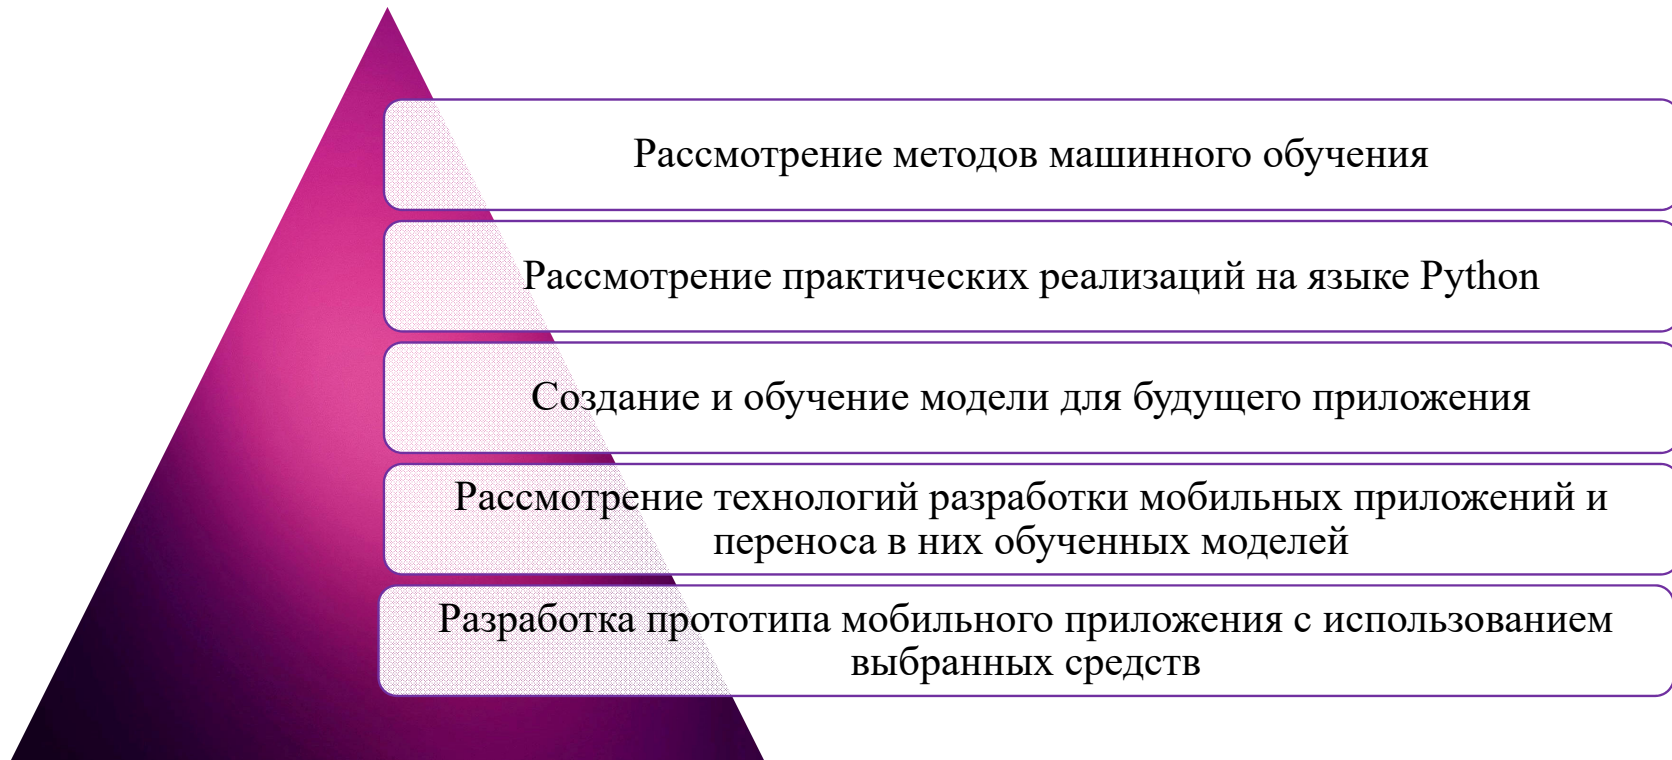 Рассмотрение методов машинного обучения
Рассмотрение практических реализаций на языке Python
Создание и обучение модели для будущего приложения
Рассмотрение технологий разработки мобильных приложений и
переноса в них обученных моделей
Разработка прототипа мобильного приложения с использованием
выбранных средств